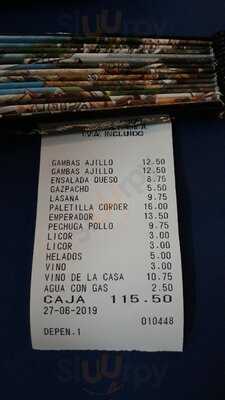 I.V.A. INCLUIDO
GAMBAS AJILLO 12.50
GAMBAS AJILLO 12.50
ENSALADA QUESO 8.75
GAZPACHO 5.50
LASANA 9.75
PALETILLA CORDER 16.00
EMPERADOR 13.50
PECHUGA POLLO 9.75
LICOR 3.00
LICOR 3.00
HELADOS 5.00
VINO 3.00
VINO DE LA CASA 10.75
AGUA CON GAS 2.50
CAJA 115.50
27-06-2019
010448
DEPEN.1
sluurpy